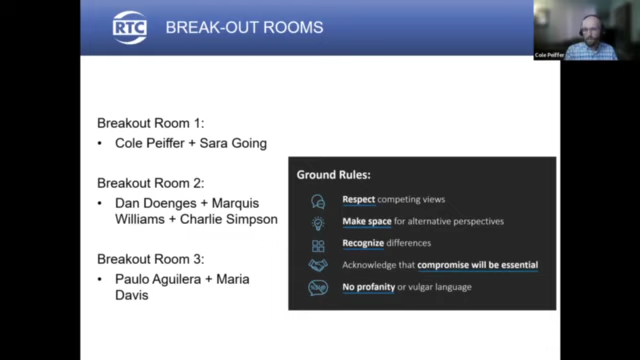 RTC
BREAK-OUT ROOMS
Cole Peiffer
Breakout Room 1:
• Cole Peiffer + Sara Going
Breakout Room 2:
• Dan Doenges + Marquis
Williams + Charlie Simpson
Breakout Room 3:
• Paulo Aguilera + Maria
Davis
Ground Rules:
Respect competing views
Make space for alternative perspectives
Recognize differences
Acknowledge that compromise will be essential
No profanity or vulgar language